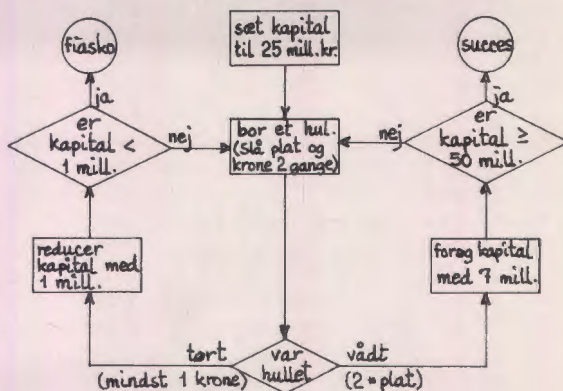 fiasko
sæt kapital
til 25 mill. kr.
succes
ja
ja
er
kapital <
1 mill.
nej
bor et hul.
(slå plat og
krone 2 gange)
nej
er
kapital ≥
50 mill.
reducer
kapital med
1 mill.
forøg kapital
med 7 mill.
tørt
(mindst 1 krone)
var
hullet
vådt
(2 * plat)